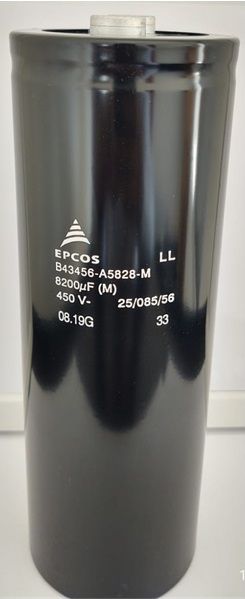 EPCOS LL
B43456-A5828-M
8200µF (M)
450 V- 25/085/56
08.19G 33